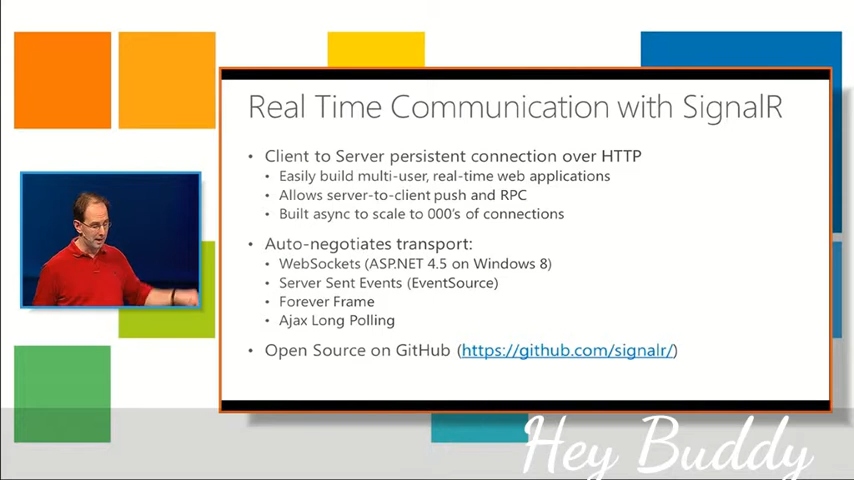 Real Time Communication with SignalR
• Client to Server persistent connection over HTTP
• Easily build multi-user, real-time web applications
• Allows server-to-client push and RPC
• Built async to scale to 000's of connections
• Auto-negotiates transport:
• WebSockets (ASP.NET 4.5 on Windows 8)
• Server Sent Events (EventSource)
• Forever Frame
• Ajax Long Polling
• Open Source on GitHub (https://github.com/signalr/)
Hey Buddy